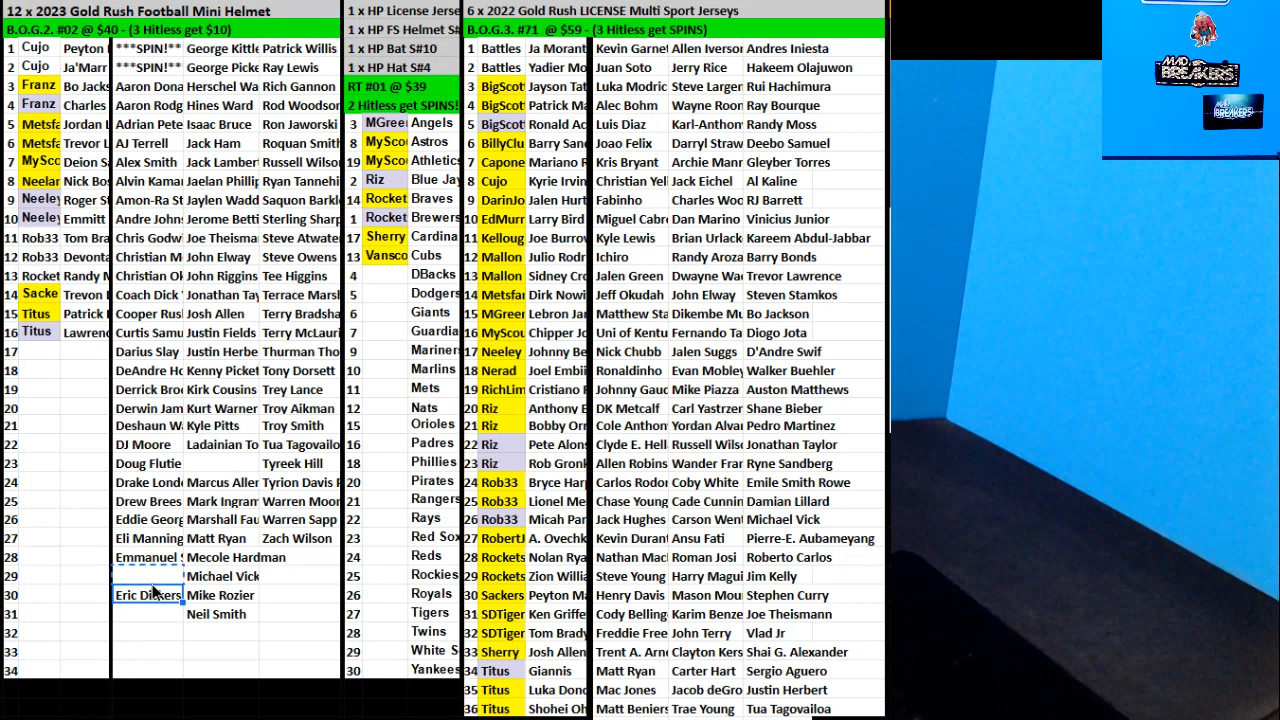 12 x 2023 Gold Rush Football Mini Helmet
B.O.G.2. #02 @ $40 - (3 Hitless get $10)
1 Cujo Peyton ***SPIN!** George Kittle Patrick Willis
2 Cujo Ja'Marr ***SPIN!** George Picke Ray Lewis
3 Franz Bo Jacks Aaron Dona Herschel Wa Rich Gannon
4 Franz Charles Aaron Rodg Hines Ward Rod Woodson
5 Metsfa Jordan L Adrian Pete Isaac Bruce Ron Jaworski
6 Metsfa Trevor L AJ Terrell Jack Ham Roquan Smith
7 MySco Deion Sa Alex Smith Jack Lambert Russell Wilso
8 Neelar Nick Bos Alvin Kamar Jaelan Phillip Ryan Tannehi
9 Neeley Roger St Amon-Ra St Jaylen Wadd Saquon Barkl
10 Neeley Emmitt Andre Johns Jerome Betti Sterling Sharp
11 Rob33 Tom Bra Chris Godw Joe Theisma Steve Atwate
12 Rob33 Devonta Christian M John Elway Steve Owens
13 Rocket Randy M Christian Ok John Riggins Tee Higgins
14 Sacke Trevon D Coach Dick Jonathan Tay Terrace Marsh
15 Titus Patrick Cooper Rus Josh Allen Terry Bradsha
16 Titus Lawrenc Curtis Samu Justin Fields Terry McLauri
17 Darius Slay Justin Herbe Thurman Tho
18 DeAndre Ho Kenny Picket Tony Dorsett
19 Derrick Broo Kirk Cousins Trey Lance
20 Derwin Jam Kurt Warner Troy Aikman
21 Deshaun Wa Kyle Pitts Troy Smith
22 DJ Moore Ladainian To Tua Tagovailo
23 Doug Flutie Tyreek Hill
24 Drake Londo Marcus Allen Tyrion Davis
25 Drew Brees Mark Ingram Warren Moon
26 Eddie Georg Marshall Fau Warren Sapp
27 Eli Manning Matt Ryan Zach Wilson
28 Emmanuel S Mecole Hardman
29 Michael Vick
30 Eric Dickers Mike Rozier
31 Neil Smith
32
33
34
1 x HP License Jerse
1 x HP FS Helmet S#
1 x HP Bat S#10
1 x HP Hat S#4
RT #01 @ $39
2 Hitless get SPINS!
3 MGree Angels
8 MySco Astros
19 MySco Athletics
2 Riz Blue Jay
14 Rocket Braves
1 Rocket Brewers
17 Sherry Cardina
13 Vansco Cubs
4 DBacks
5 Dodgers
6 Giants
7 Guardia
9 Mariners
10 Marlins
11 Mets
12 Nats
15 Orioles
16 Padres
18 Phillies
20 Pirates
21 Rangers
22 Rays
23 Red Sox
24 Reds
25 Rockies
26 Royals
27 Tigers
28 Twins
29 White S
30 Yankees
6 x 2022 Gold Rush LICENSE Multi Sport Jerseys
B.O.G.3. #71 @ $59 - (3 Hitless get SPINS)
1 Battles Ja Morant Kevin Garnet Allen Iverson Andres Iniesta
2 Battles Yadier Mo Juan Soto Jerry Rice Hakeem Olajuwon
3 BigScot Jayson Tat Luka Modric Steve Largen Rui Hachimura
4 BigScot Patrick Ma Alec Bohm Wayne Roon Ray Bourque
5 BigScot Ronald Ac Luis Diaz Karl-Anthony Randy Moss
6 BillyClu Barry San Joao Felix Darryl Straw Deebo Samuel
7 Capone Mariano R Kris Bryant Archie Mann Gleyber Torres
8 Cujo Kyrie Irvin Christian Yeli Jack Eichel Al Kaline
9 DarinJo Jalen Hurt Fabinho Charles Woo RJ Barrett
10 EdMurr Larry Bird Miguel Cabre Dan Marino Vinicius Junior
11 Kelloug Joe Burrow Kyle Lewis Brian Urlack Kareem Abdul-Jabbar
12 Mallon Julio Rodr Ichiro Randy Aroza Barry Bonds
13 Mallon Sidney Cro Jalen Green Dwayne Wa Trevor Lawrence
14 Metsfar Dirk Nowi Jeff Okudah John Elway Steven Stamkos
15 MGreen Lebron Jar Matthew Sta Dikembe Mu Bo Jackson
16 MyScou Chipper Jo Uni of Kentu Fernando Ta Diogo Jota
17 Neeley Johnny Be Nick Chubb Jalen Suggs D'Andre Swif
18 Nerad Joel Embii Ronaldinho Evan Mobley Walker Buehler
19 RichLim Cristiano Johnny Gaud Mike Piazza Auston Matthews
20 Riz Anthony E DK Metcalf Carl Yastrzer Shane Bieber
21 Riz Bobby Orr Cole Anthon Yordan Alvar Pedro Martinez
22 Riz Pete Alons Clyde E. Hell Russell Wils Jonathan Taylor
23 Riz Rob Gronk Allen Robins Wander Fran Ryne Sandberg
24 Rob33 Bryce Har Carlos Rodor Coby White Emile Smith Rowe
25 Rob33 Lionel Me Chase Young Cade Cunnin Damian Lillard
26 Rob33 Micah Par Jack Hughes Carson Went Michael Vick
27 RobertJ A. Ovechk Kevin Durant Ansu Fati Pierre-E. Aubameyang
28 Rockets Nolan Rya Nathan Mac Roman Josi Roberto Carlos
29 Rockets Zion Willia Steve Young Harry Magui Jim Kelly
30 Sackers Peyton Ma Henry Davis Mason Mou Stephen Curry
31 SDTiger Ken Griffe Cody Belling Karim Benze Joe Theismann
32 SDTiger Tom Brady Freddie Free John Terry Vlad Jr
33 Sherry Josh Allen Trent A. Arn Clayton Kers Shai G. Alexander
34 Titus Giannis Matt Ryan Carter Hart Sergio Aguero
35 Titus Luka Donc Mac Jones Jacob deGro Justin Herbert
36 Titus Shohei Oh Matt Beniers Trae Young Tua Tagovailoa
MAD BREAKERS
MAD BREAKERS